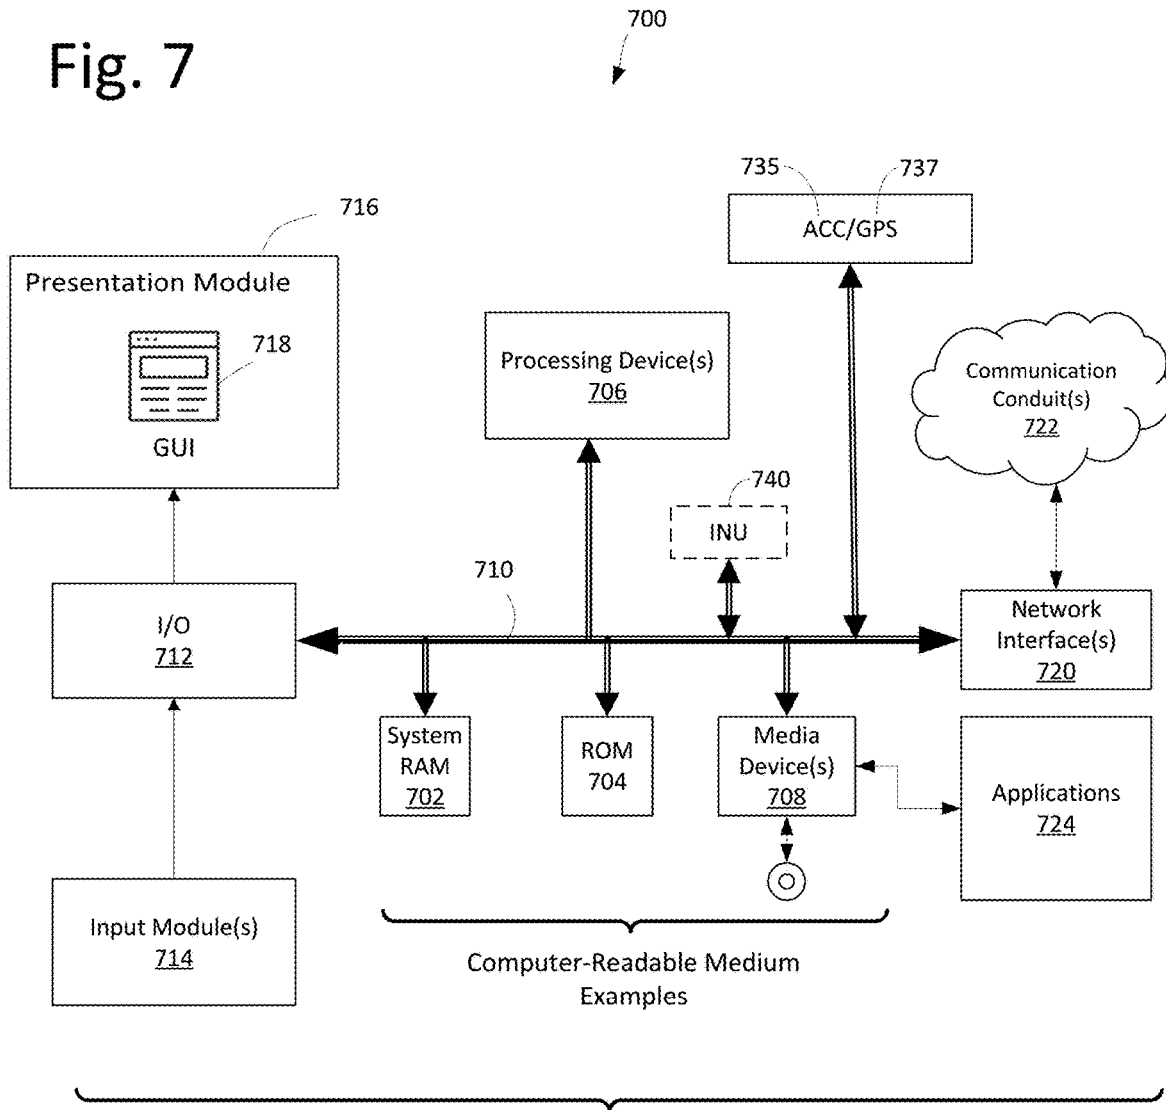 Fig. 7
700
735
737
ACC/GPS
716
Presentation Module
718
GUI
Processing Device(s)
706
Communication
Conduit(s)
722
740
INU
710
I/O
712
Network
Interface(s)
720
System
RAM
702
ROM
704
Media
Device(s)
708
Applications
724
Input Module(s)
714
Computer-Readable Medium
Examples